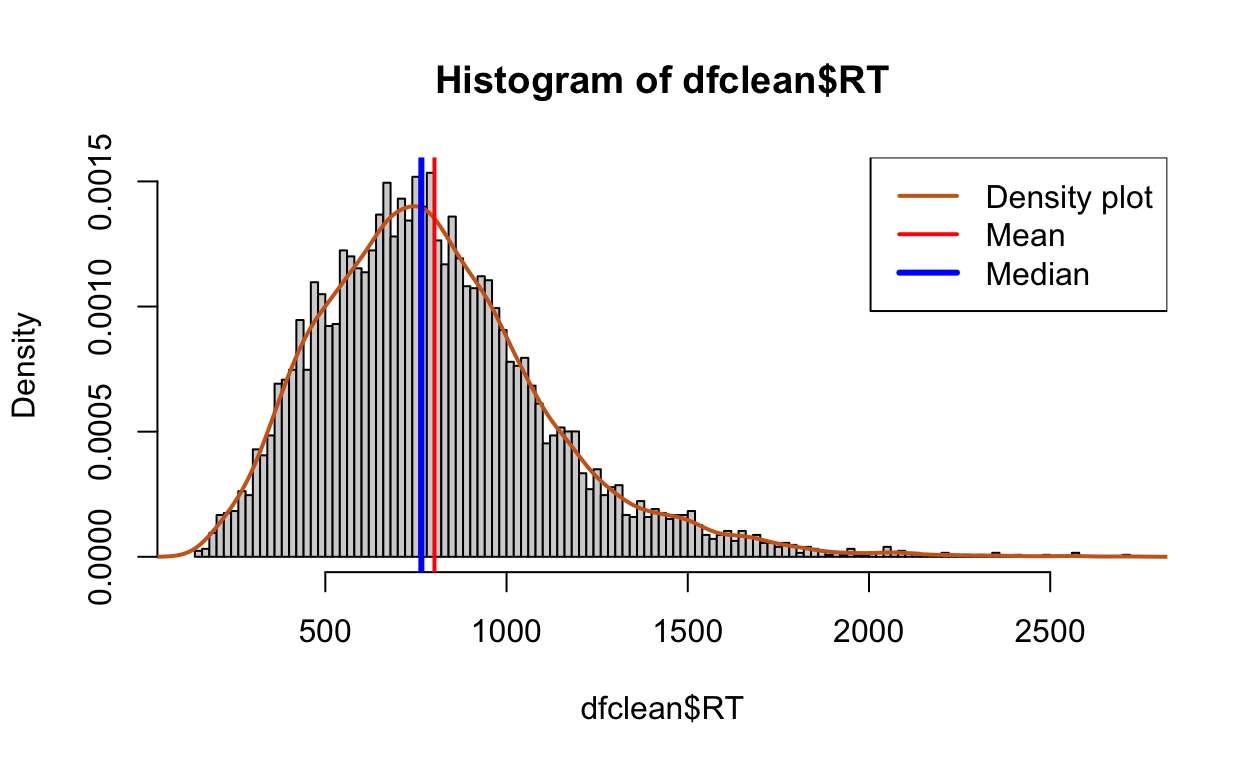 Histogram of dfclean$RT
Density plot
Mean
Median
Density
0.0015
0.0010
0.0005
0.0000
500 1000 1500 2000 2500
dfclean$RT